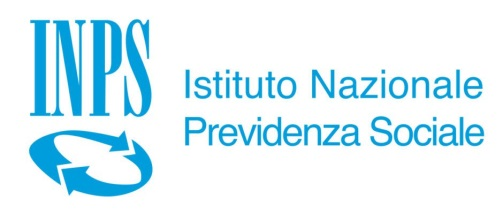 INPS
Istituto Nazionale
Previdenza Sociale